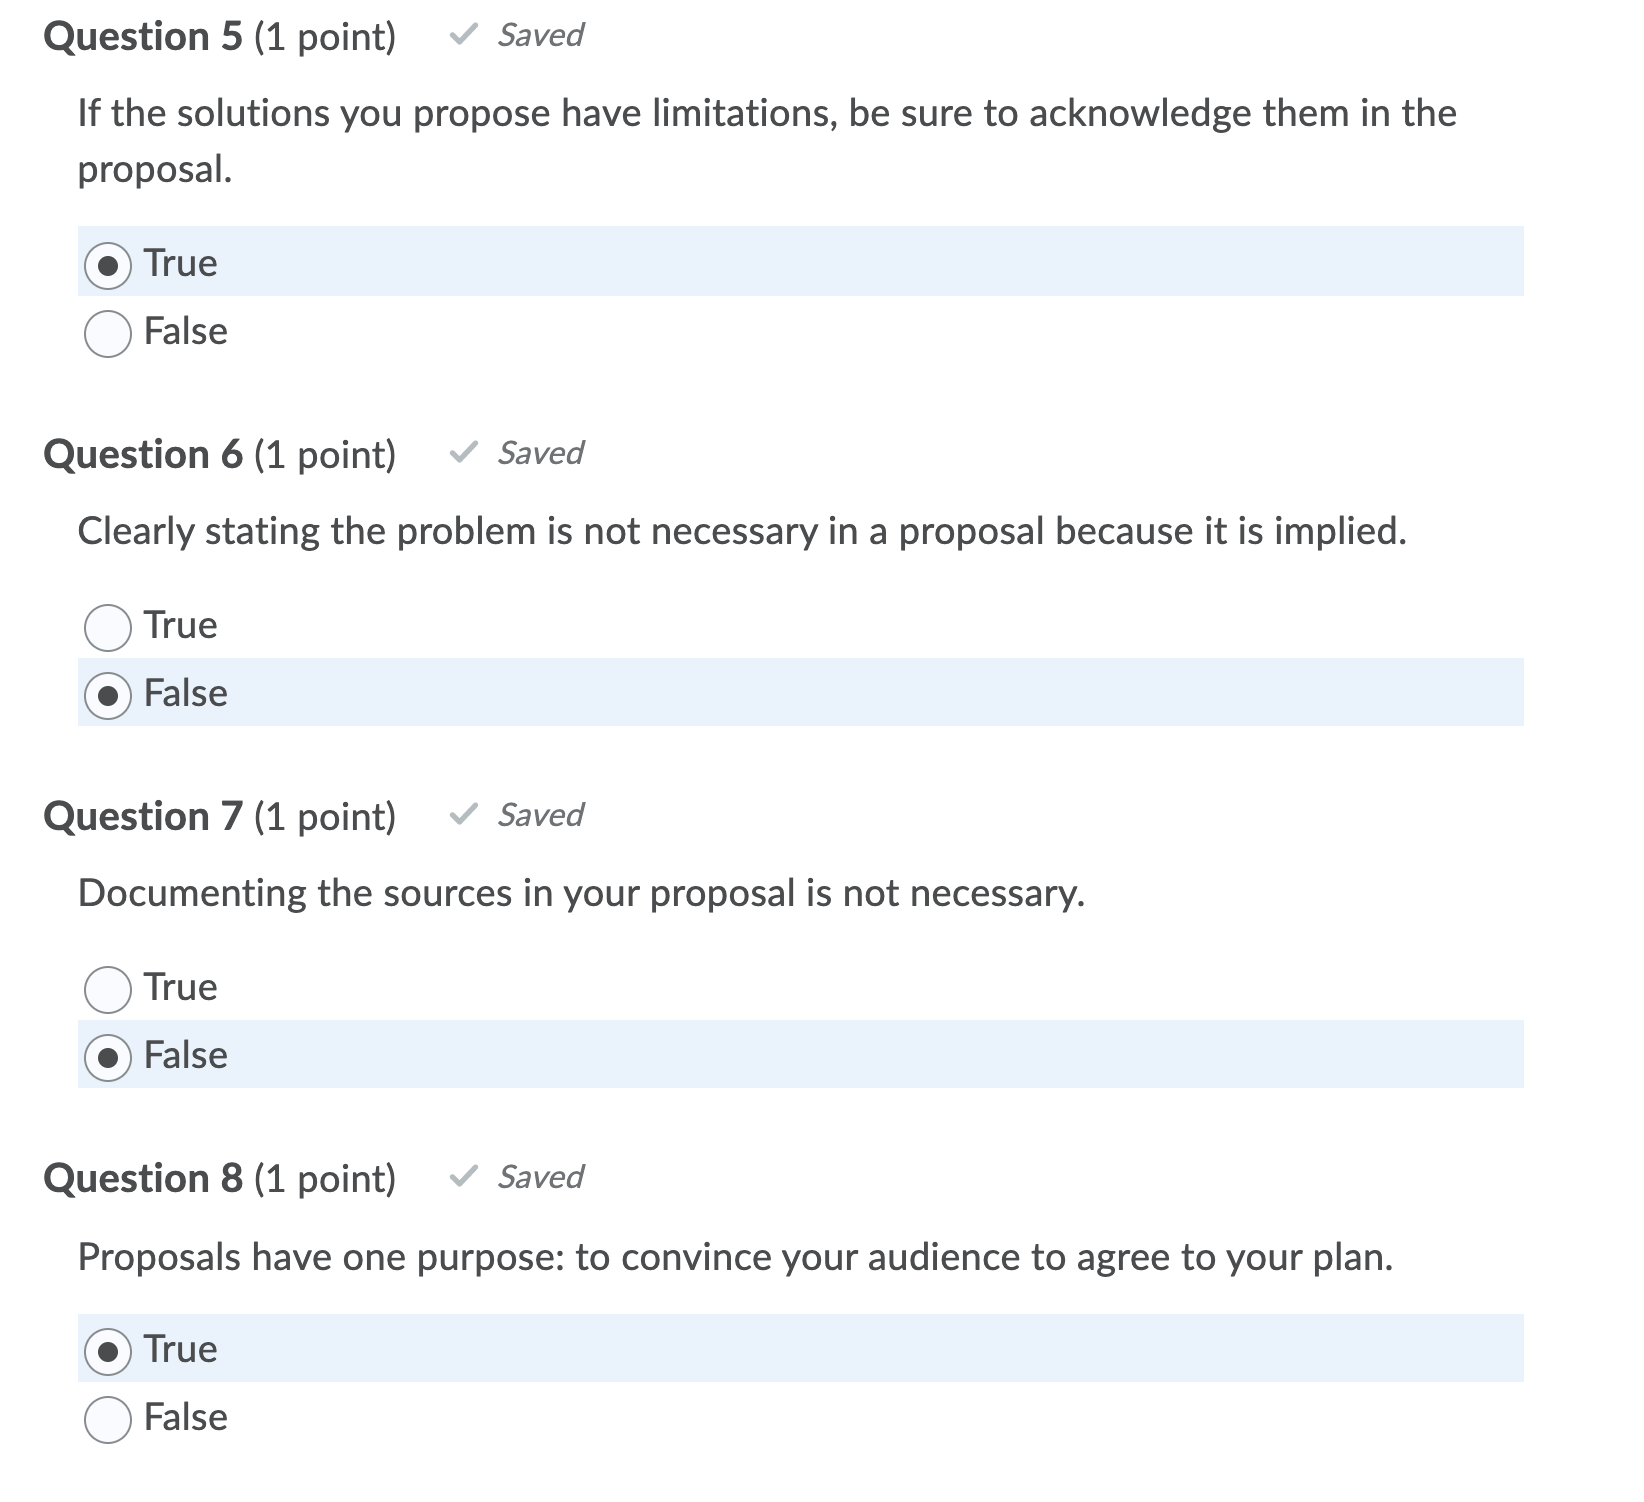 Question 5 (1 point) ✓ Saved
If the solutions you propose have limitations, be sure to acknowledge them in the
proposal.
True
False
Question 6 (1 point) ✓ Saved
Clearly stating the problem is not necessary in a proposal because it is implied.
True
False
Question 7 (1 point) ✓ Saved
Documenting the sources in your proposal is not necessary.
True
False
Question 8 (1 point) ✓ Saved
Proposals have one purpose: to convince your audience to agree to your plan.
True
False